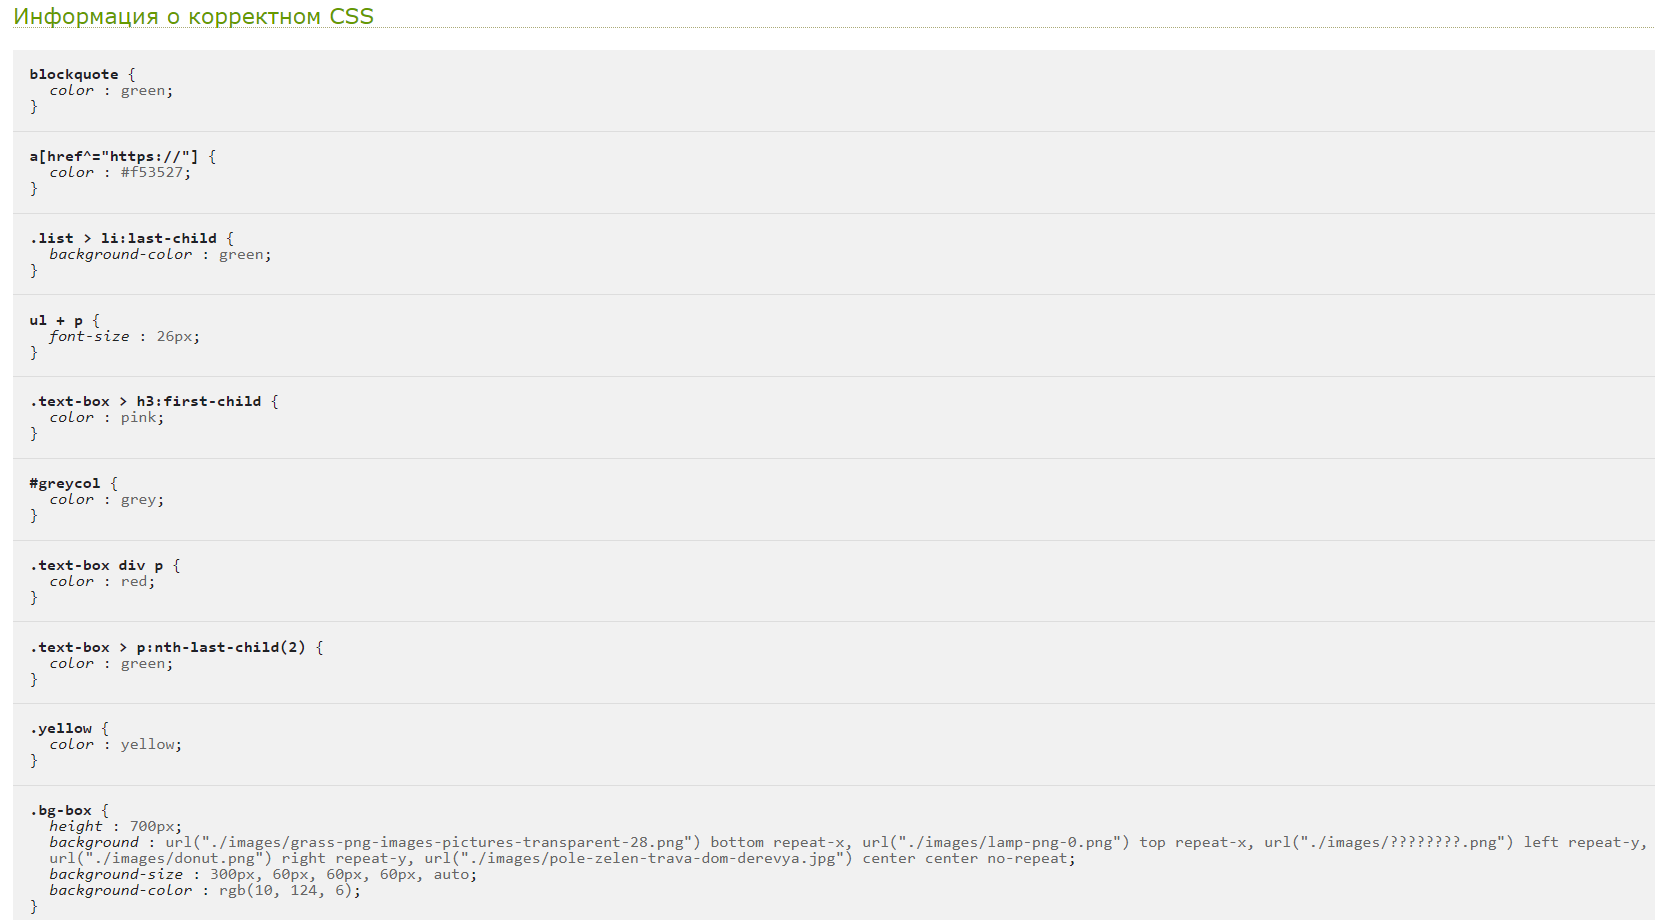 Информация о корректном CSS
blockquote {
color : green;
}
a[href^="https://"] {
color : #f53527;
}
.list > li:last-child {
background-color : green;
}
ul + p {
font-size : 26px;
}
.text-box > h3:first-child {
color : pink;
}
#greycol {
color : grey;
}
.text-box div p {
color : red;
}
.text-box > p:nth-last-child(2) {
color : green;
}
.yellow {
color : yellow;
}
.bg-box {
height : 700px;
background : url("./images/grass-png-images-pictures-transparent-28.png") bottom repeat-x, url("./images/lamp-png-0.png") top repeat-x, url("./images/????????.png") left repeat-y,
url("./images/donut.png") right repeat-y, url("./images/pole-zelen-trava-dom-derevya.jpg") center center no-repeat;
background-size : 300px, 60px, 60px, 60px, auto;
background-color : rgb(10, 124, 6);
}